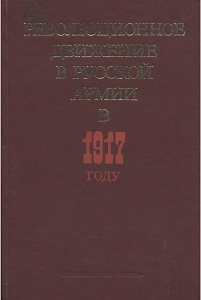 РЕВОЛЮЦИОННОЕ
ДВИЖЕНИЕ
В РУССКОЙ
АРМИИ
В
1917
ГОДУ